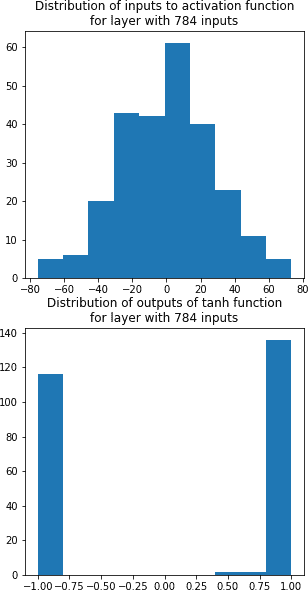 Distribution of inputs to activation function
for layer with 784 inputs
60
50
40
30
20
10
0
−80 −60 −40 −20 0 20 40 60 80
Distribution of outputs of tanh function
for layer with 784 inputs
140
120
100
80
60
40
20
0
−1.00 −0.75 −0.50 −0.25 0.00 0.25 0.50 0.75 1.00